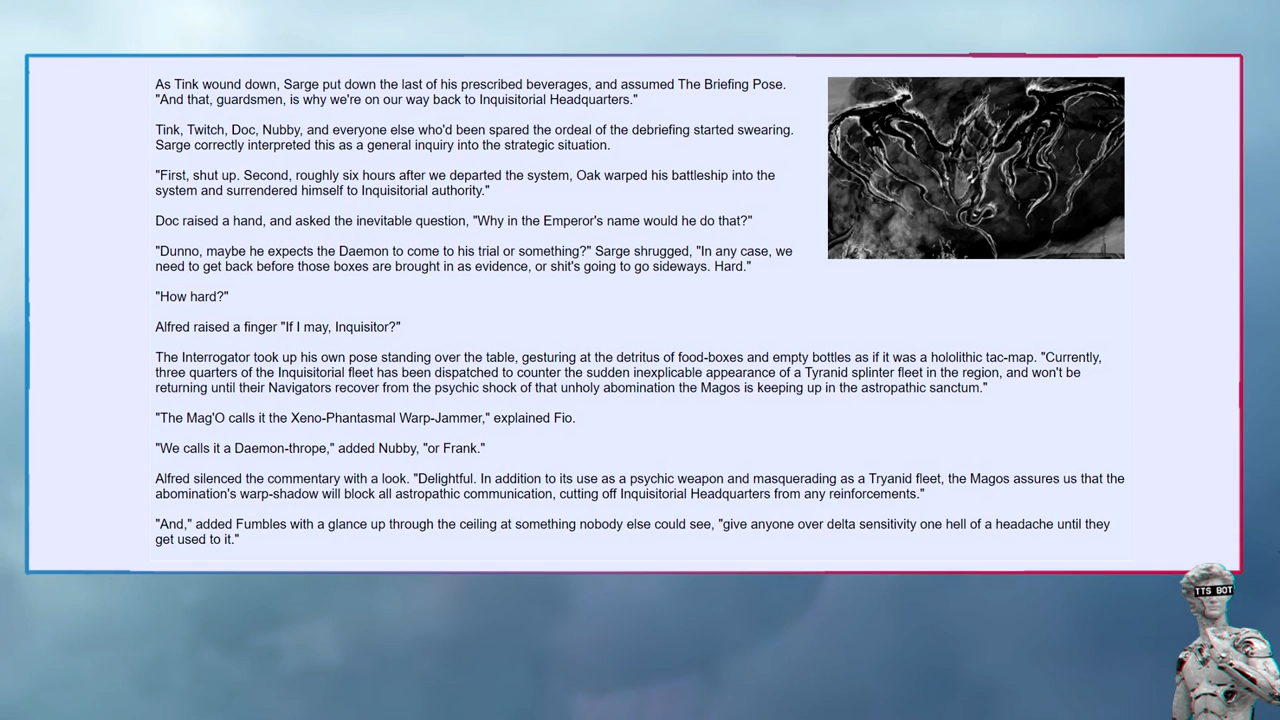 As Tink wound down, Sarge put down the last of his prescribed beverages, and assumed The Briefing Pose.
"And that, guardsmen, is why we're on our way back to Inquisitorial Headquarters."
Tink, Twitch, Doc, Nubby, and everyone else who'd been spared the ordeal of the debriefing started swearing.
Sarge correctly interpreted this as a general inquiry into the strategic situation.
"First, shut up. Second, roughly six hours after we departed the system, Oak warped his battleship into the
system and surrendered himself to Inquisitorial authority."
Doc raised a hand, and asked the inevitable question, "Why in the Emperor's name would he do that?"
"Dunno, maybe he expects the Daemon to come to his trial or something?" Sarge shrugged, "In any case, we
need to get back before those boxes are brought in as evidence, or shit's going to go sideways. Hard."
"How hard?"
Alfred raised a finger "If I may, Inquisitor?"
The Interrogator took up his own pose standing over the table, gesturing at the detritus of food-boxes and empty bottles as if it was a hololithic tac-map. "Currently,
three quarters of the Inquisitorial fleet has been dispatched to counter the sudden inexplicable appearance of a Tyranid splinter fleet in the region, and won't be
returning until their Navigators recover from the psychic shock of that unholy abomination the Magos is keeping up in the astropathic sanctum."
"The Mag'O calls it the Xeno-Phantasmal Warp-Jammer," explained Fio.
"We calls it a Daemon-thrope," added Nubby, "or Frank."
Alfred silenced the commentary with a look. "Delightful. In addition to its use as a psychic weapon and masquerading as a Tryanid fleet, the Magos assures us that the
abomination's warp-shadow will block all astropathic communication, cutting off Inquisitorial Headquarters from any reinforcements."
"And," added Fumbles with a glance up through the ceiling at something nobody else could see, "give anyone over delta sensitivity one hell of a headache until they
get used to it."
TTS BOT